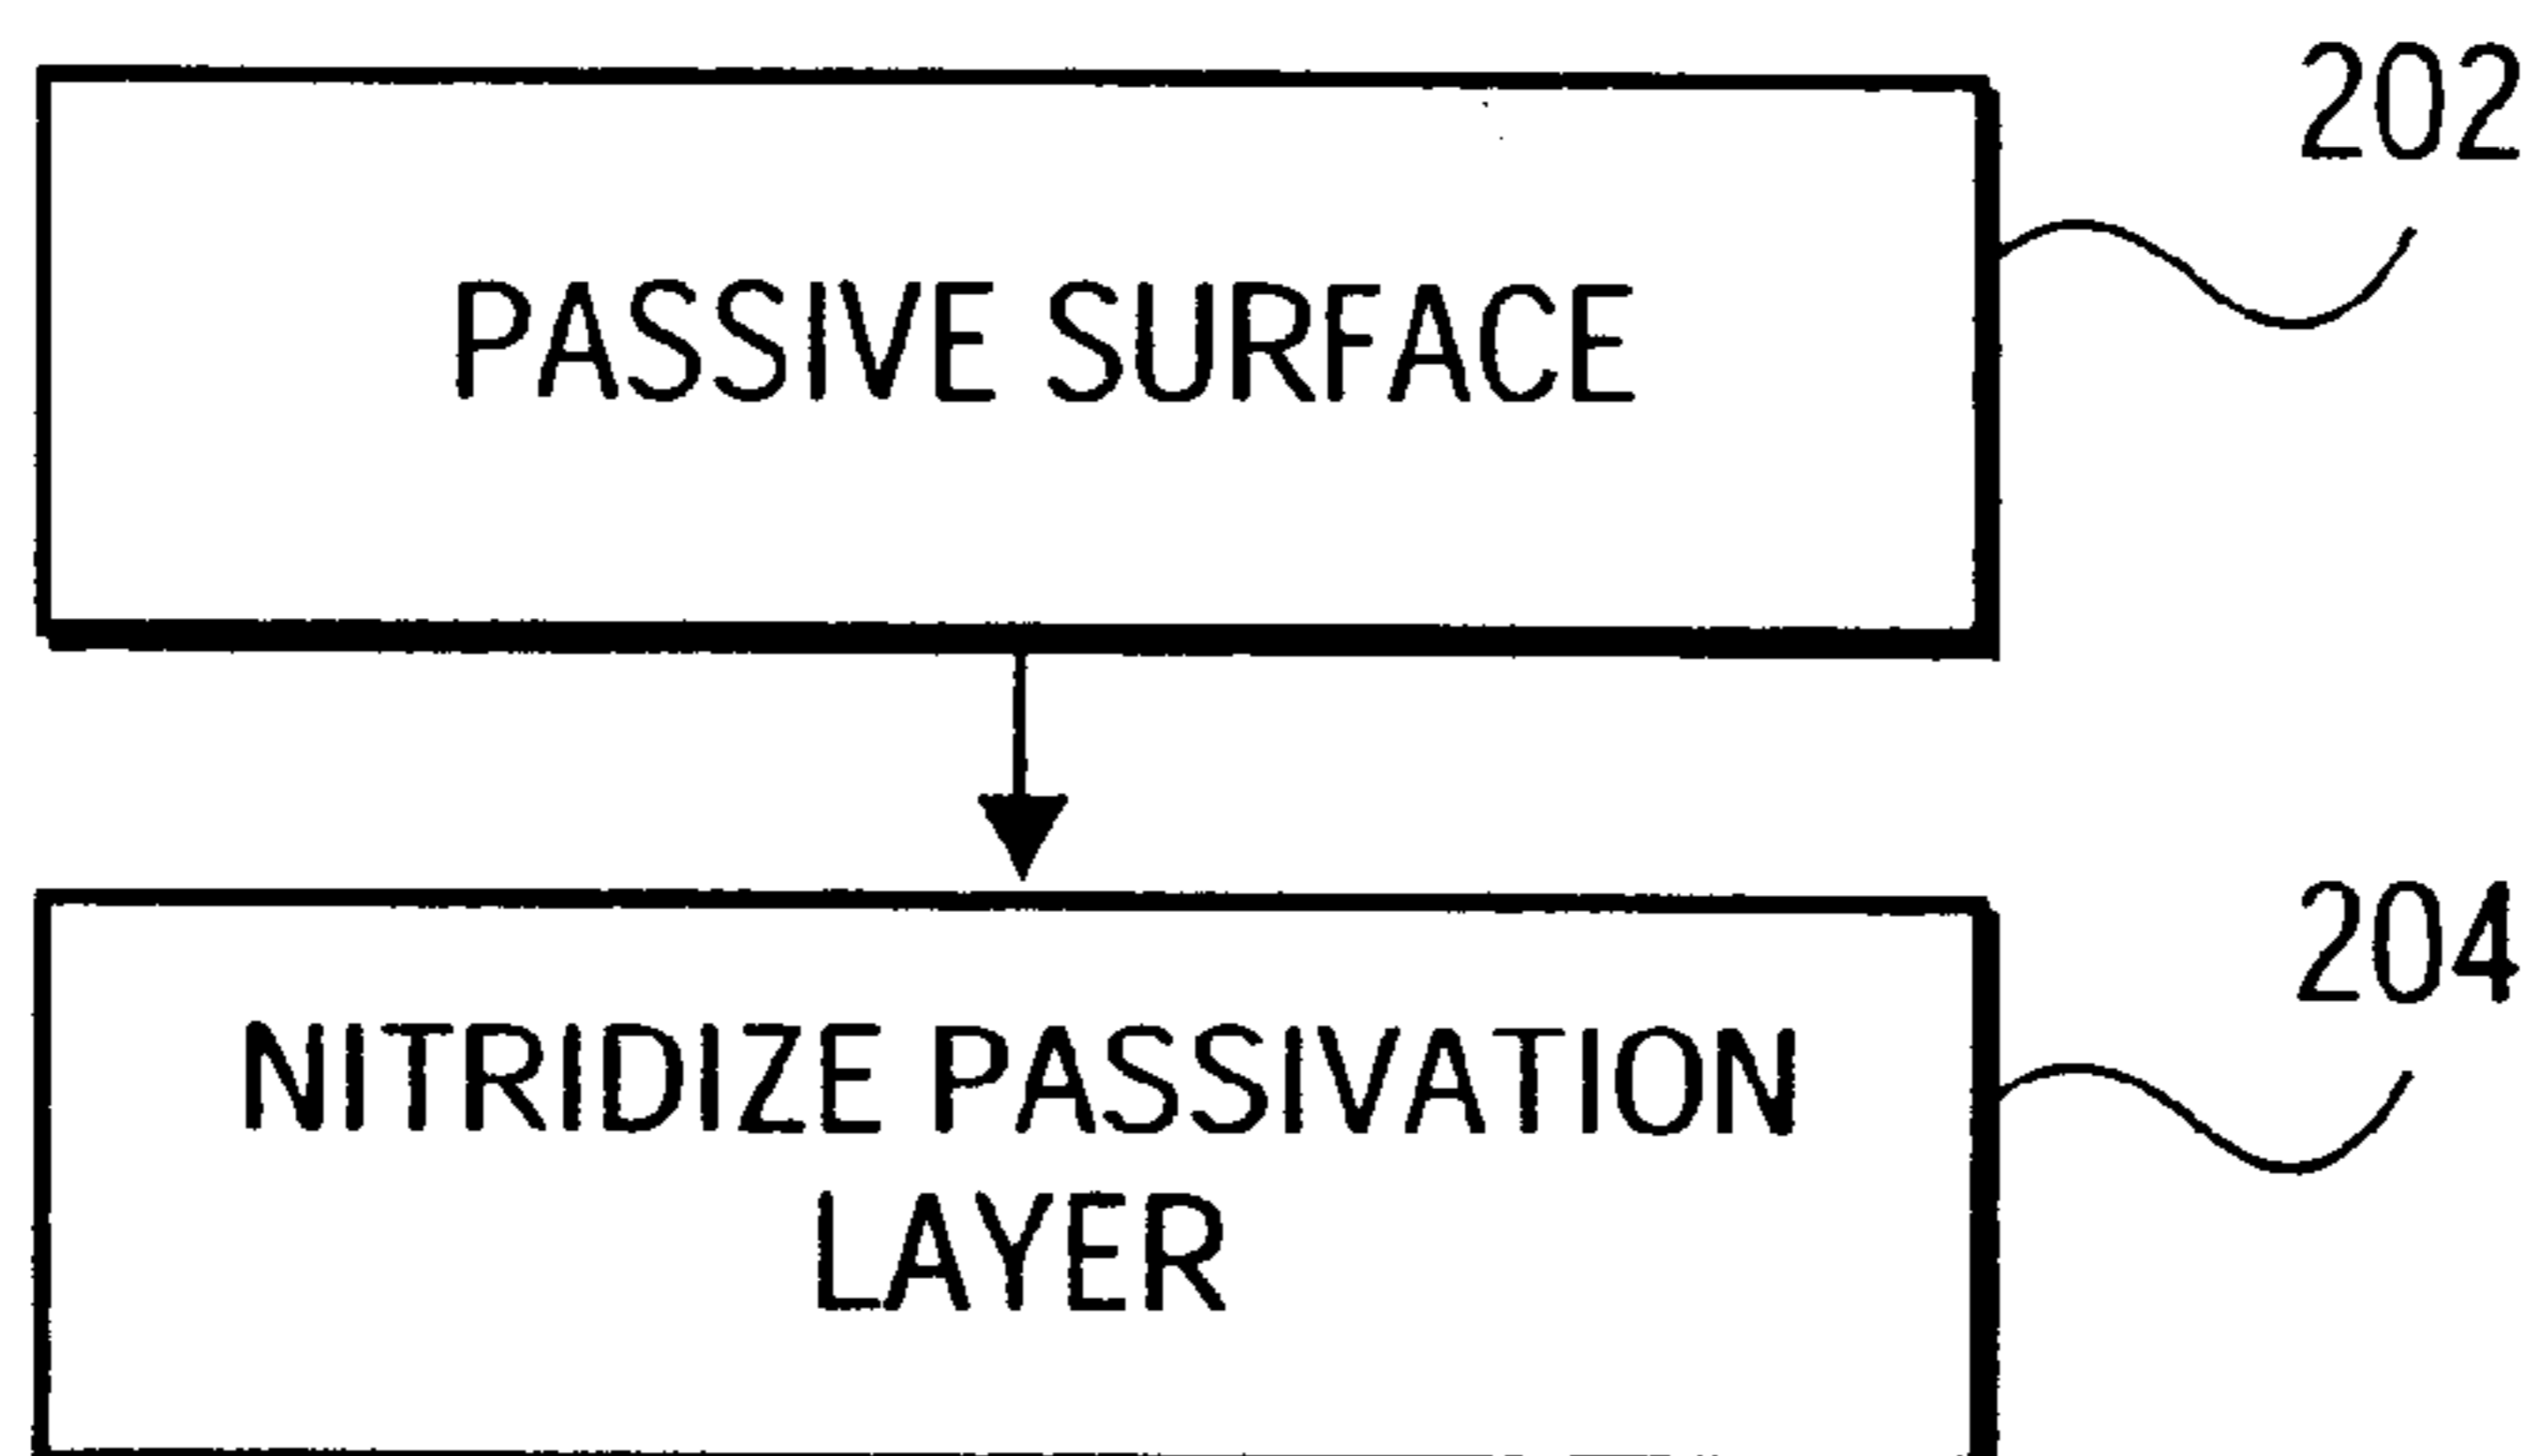 202
PASSIVE SURFACE
204
NITRIDIZE PASSIVATION
LAYER